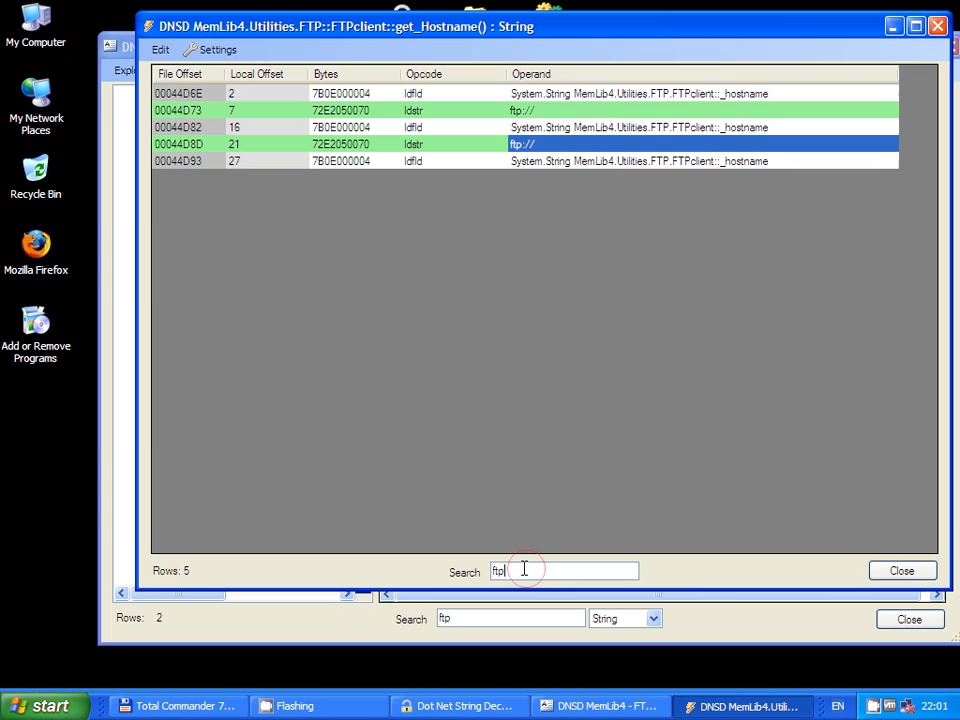 My Computer
My Network Places
Recycle Bin
Mozilla Firefox
Add or Remove Programs
DN
Explo
DNSD MemLib4.Utilities.FTP::FTPclient::get_Hostname() : String
Edit Settings
File Offset Local Offset Bytes Opcode Operand
00044D6E 2 7B0E000004 ldfld System.String MemLib4.Utilities.FTP.FTPclient::_hostname
00044D73 7 72E2050070 ldstr ftp://
00044D82 16 7B0E000004 ldfld System.String MemLib4.Utilities.FTP.FTPclient::_hostname
00044D8D 21 72E2050070 ldstr ftp://
00044D93 27 7B0E000004 ldfld System.String MemLib4.Utilities.FTP.FTPclient::_hostname
Rows: 5 Search ftp Close
Rows: 2 Search ftp String Close
start Total Commander 7... Flashing Dot Net String Dec... DNSD MemLib4 - FT... DNSD MemLib4.Utili... EN 22:01